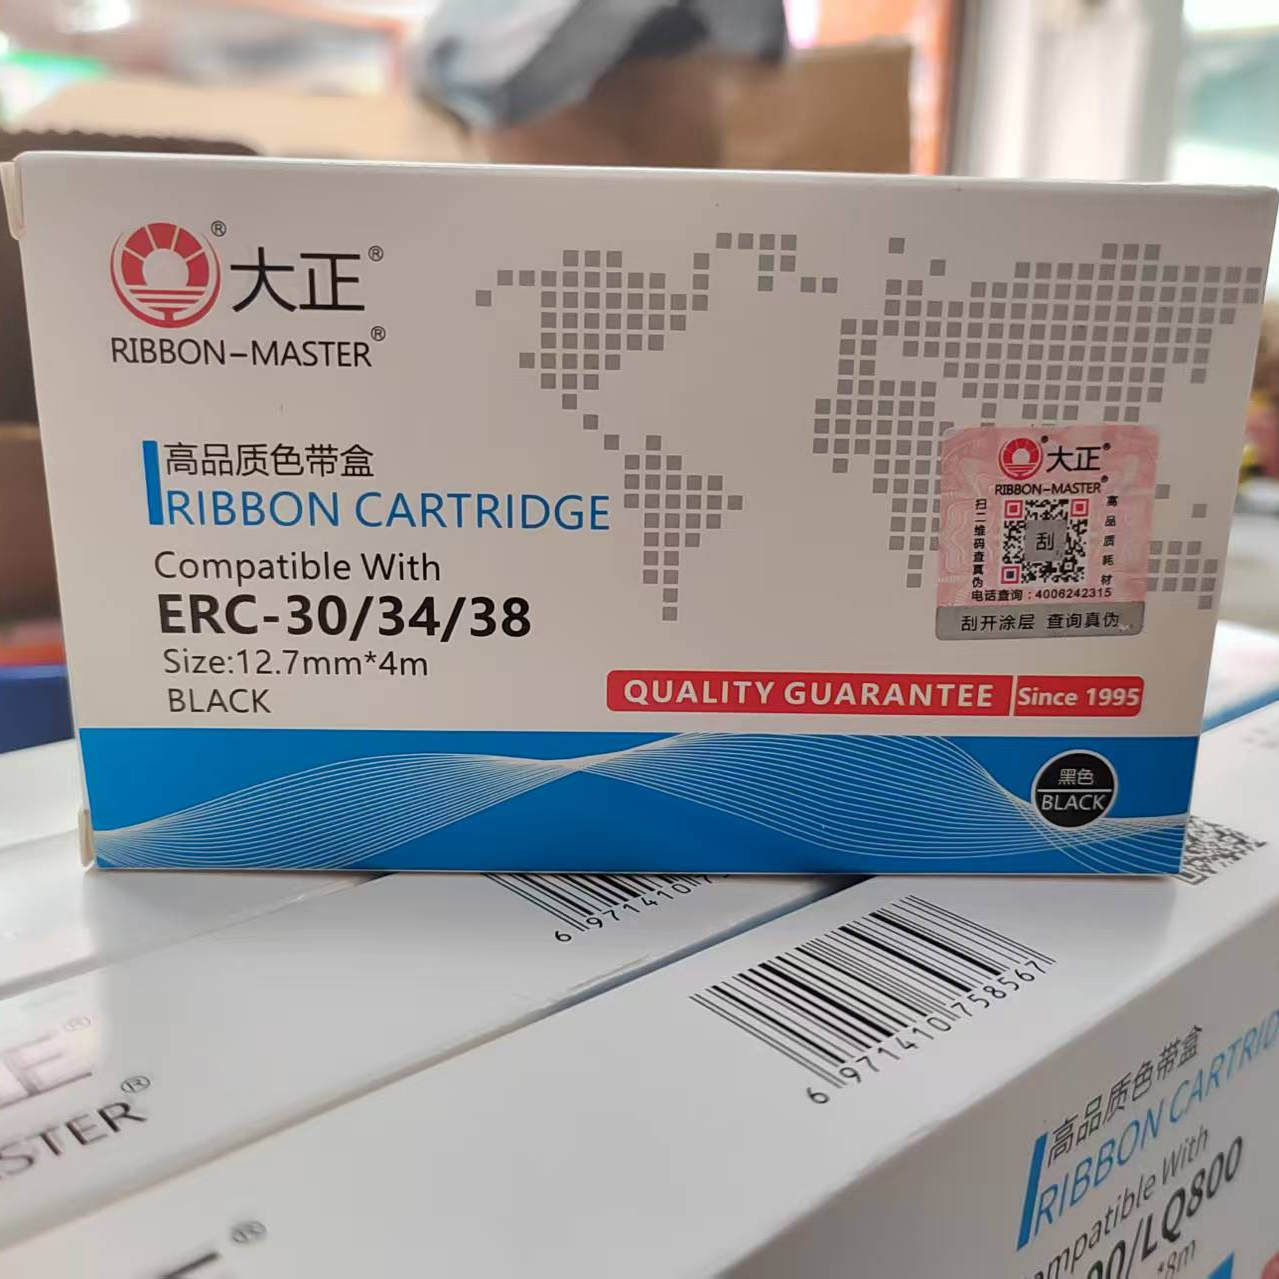 大正
RIBBON-MASTER
高品质色带盒
RIBBON CARTRIDGE
Compatible With
ERC-30/34/38
Size:12.7mm*4m
BLACK
大正
RIBBON-MASTER
扫二维码查真伪
刮
高品质耗材
电话查询:4006242315
刮开涂层 查询真伪
QUALITY GUARANTEE Since 1995
黑色
BLACK
6 971410 758567
高品质色带盒
RIBBON
Compatible With
LQ800